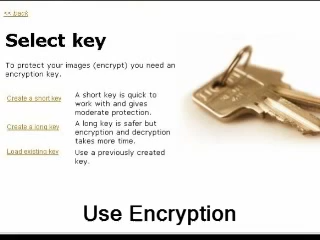 << back
Select key
To protect your images (encrypt) you need an
encryption key.
Create a short key
A short key is quick to
work with and gives
moderate protection.
Create a long key
A long key is safer but
encryption and decryption
takes more time.
Load existing key
Use a previously created
key.
Use Encryption